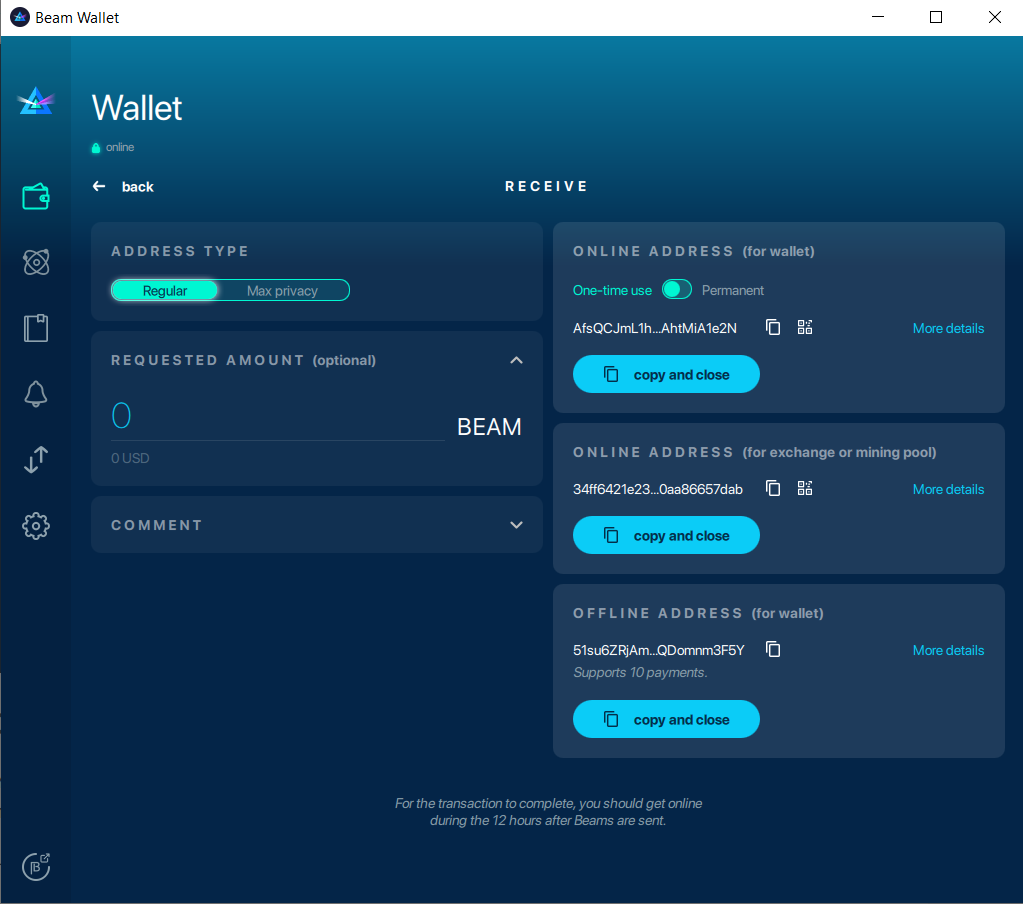 Beam Wallet
Wallet
online
back
RECEIVE
ADDRESS TYPE
Regular
Max privacy
REQUESTED AMOUNT (optional)
0
BEAM
0 USD
COMMENT
ONLINE ADDRESS (for wallet)
One-time use
Permanent
AfsQCJmL1h...AhtMiA1e2N
More details
copy and close
ONLINE ADDRESS (for exchange or mining pool)
34ff6421e23...0aa86657dab
More details
copy and close
OFFLINE ADDRESS (for wallet)
51su6ZRjAm...QDomnm3F5Y
More details
Supports 10 payments.
copy and close
For the transaction to complete, you should get online
during the 12 hours after Beams are sent.